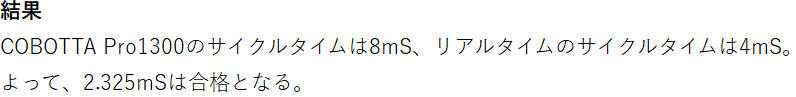 結果
COBOTTA Pro1300のサイクルタイムは8mS、リアルタイムのサイクルタイムは4mS。
よって、2.325mSは合格となる。